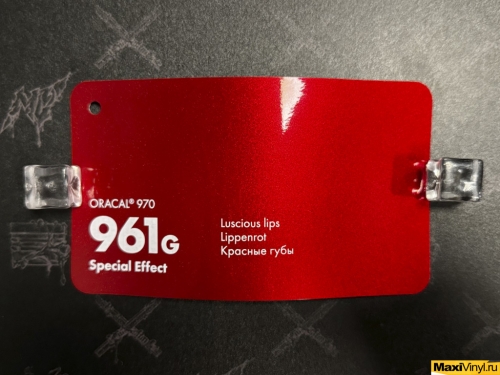 ORACAL® 970
961G
Special Effect
Luscious lips
Lippenrot
Красные губы
MaxiVinyl.ru